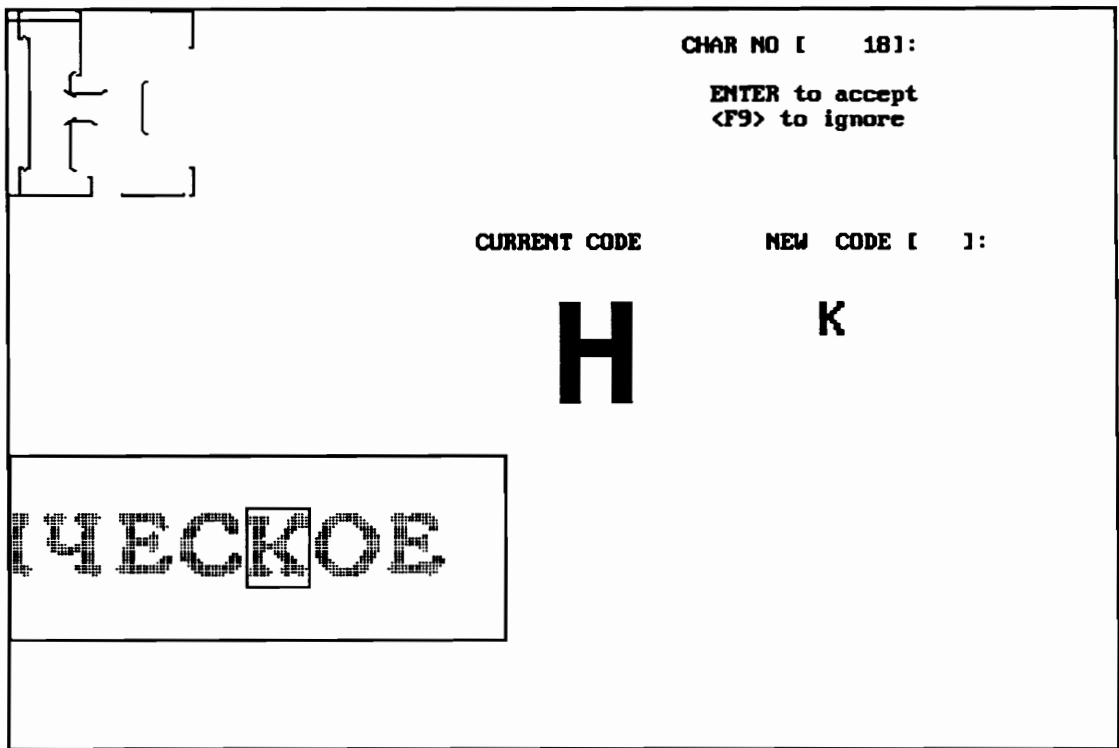 CHAR NO [ 18]:
ENTER to accept
<F9> to ignore
CURRENT CODE NEW CODE [ ]:
H K
ЧЕСКОЕ